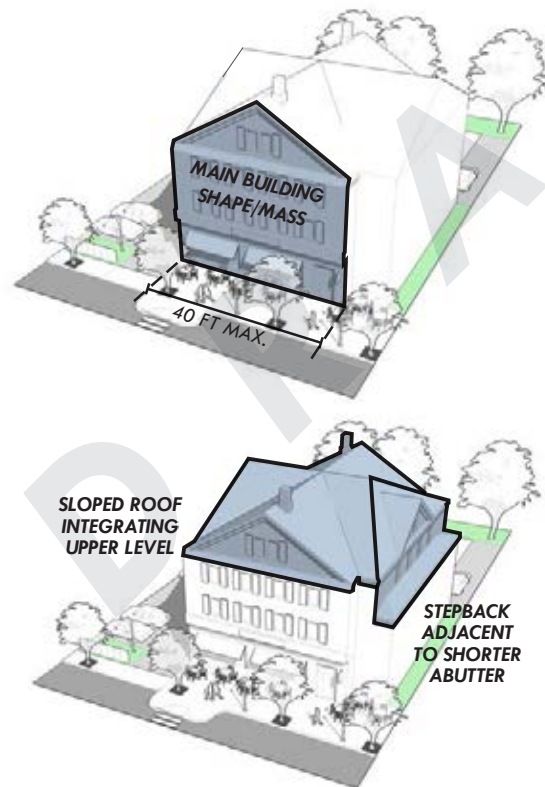 MAIN BUILDING
SHAPE/MASS
40 FT MAX.
SLOPED ROOF
INTEGRATING
UPPER LEVEL
STEPBACK
ADJACENT
TO SHORTER
ABUTTER